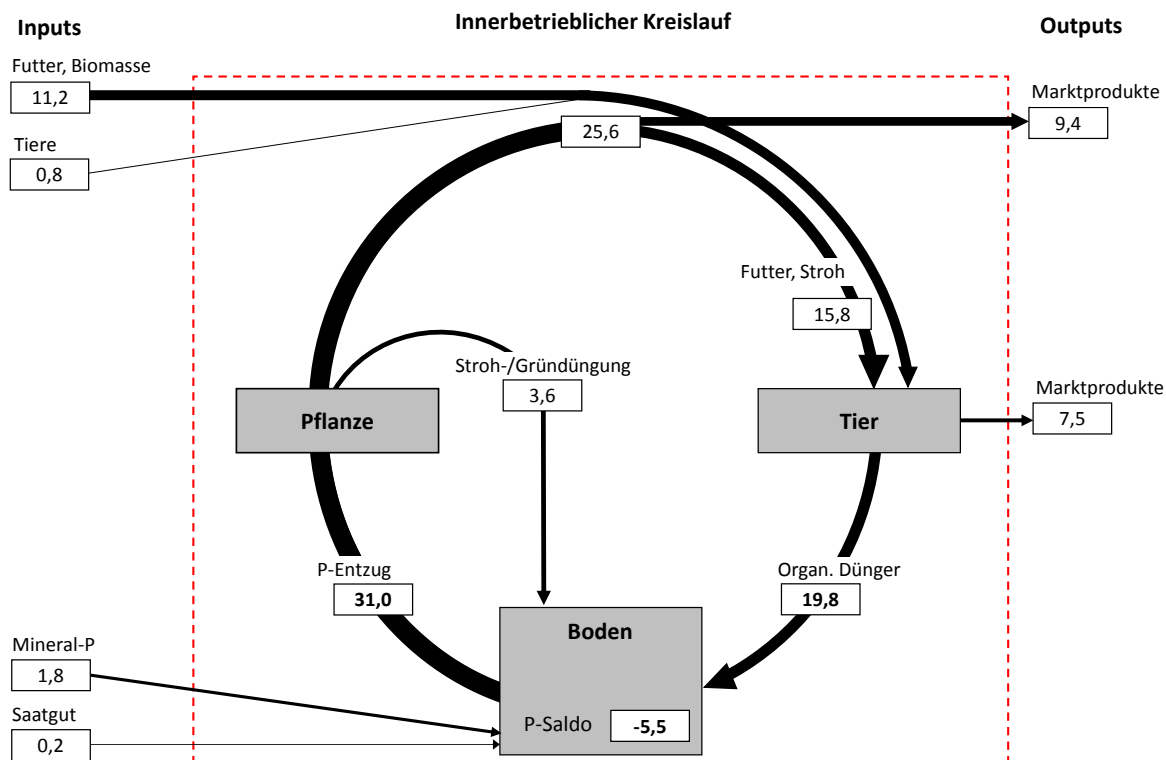 Innerbetrieblicher Kreislauf
Inputs
Outputs
Futter, Biomasse
11,2
Marktprodukte
9,4
25,6
Tiere
0,8
Futter, Stroh
15,8
Stroh-/Gründüngung
3,6
Marktprodukte
7,5
Pflanze
Tier
P-Entzug
31,0
Organ. Dünger
19,8
Boden
Mineral-P
1,8
P-Saldo
-5,5
Saatgut
0,2